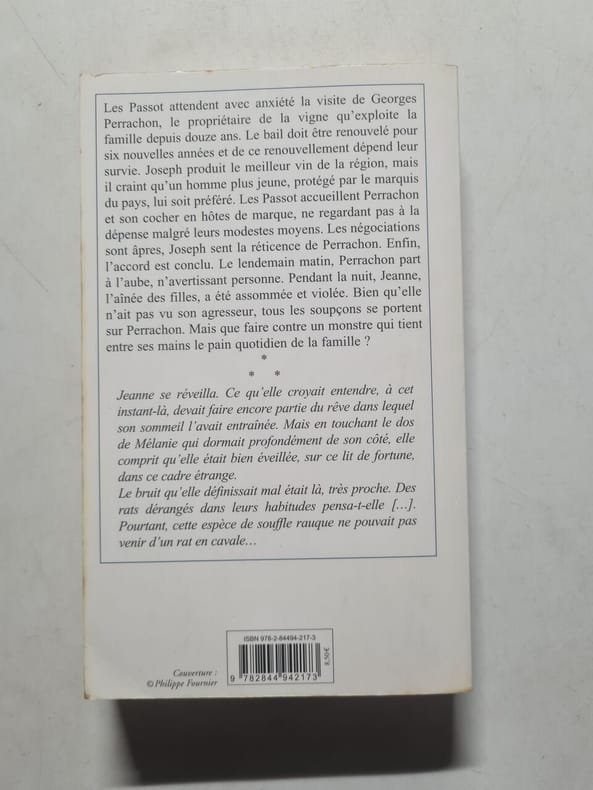 Les Passot attendent avec anxiété la visite de Georges
Perrachon, le propriétaire de la vigne qu'exploite la
famille depuis douze ans. Le bail doit être renouvelé pour
six nouvelles années et de ce renouvellement dépend leur
survie. Joseph produit le meilleur vin de la région, mais
il craint qu'un homme plus jeune, protégé par le marquis
du pays, lui soit préféré. Les Passot accueillent Perrachon
et son cocher en hôtes de marque, ne regardant pas à la
dépense malgré leurs modestes moyens. Les négociations
sont âpres, Joseph sent la réticence de Perrachon. Enfin,
l'accord est conclu. Le lendemain matin, Perrachon part
à l'aube, n'avertissant personne. Pendant la nuit, Jeanne,
l'aînée des filles, a été assommée et violée. Bien qu'elle
n'ait pas vu son agresseur, tous les soupçons se portent
sur Perrachon. Mais que faire contre un monstre qui tient
entre ses mains le pain quotidien de la famille ?
*
* *
Jeanne se réveilla. Ce qu'elle croyait entendre, à cet
instant-là, devait faire encore partie du rêve dans lequel
son sommeil l'avait entraînée. Mais en touchant le dos
de Mélanie qui dormait profondément de son côté, elle
comprit qu'elle était bien éveillée, sur ce lit de fortune,
dans ce cadre étrange.
Le bruit qu'elle définissait mal était là, très proche. Des
rats dérangés dans leurs habitudes pensa-t-elle [...].
Pourtant, cette espèce de souffle rauque ne pouvait pas
venir d'un rat en cavale…
ISBN 978-2-84494-217-3
8,50 €
9 782844 942173
Couverture :
© Philippe Fournier